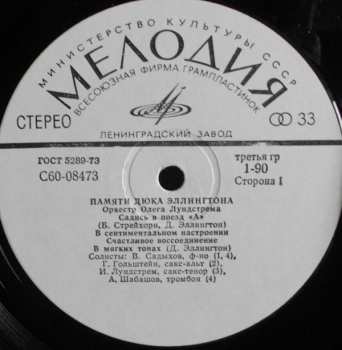 МИНИСТЕРСТВО КУЛЬТУРЫ СССР
МЕЛОДИЯ
ВСЕСОЮЗНАЯ ФИРМА ГРАМПЛАСТИНОК
СТЕРЕО
33
ЛЕНИНГРАДСКИЙ ЗАВОД
ГОСТ 5289-73
С60-08473
третья гр
1-90
Сторона 1
ПАМЯТИ ДЮКА ЭЛЛИНГТОНА
Оркестр Олега Лундстрема
Садись в поезд «А»
(Б. Стрейхорн, Д. Эллингтон)
В сентиментальном настроении
Счастливое воссоединение
В мягких тонах (Д. Эллингтон)
Солисты: В. Садыхов, ф-но (1, 4),
Г. Гольштейн, сакс-альт (2),
И. Лундстрем, сакс-тенор (3),
А. Шабашов, тромбон (4)